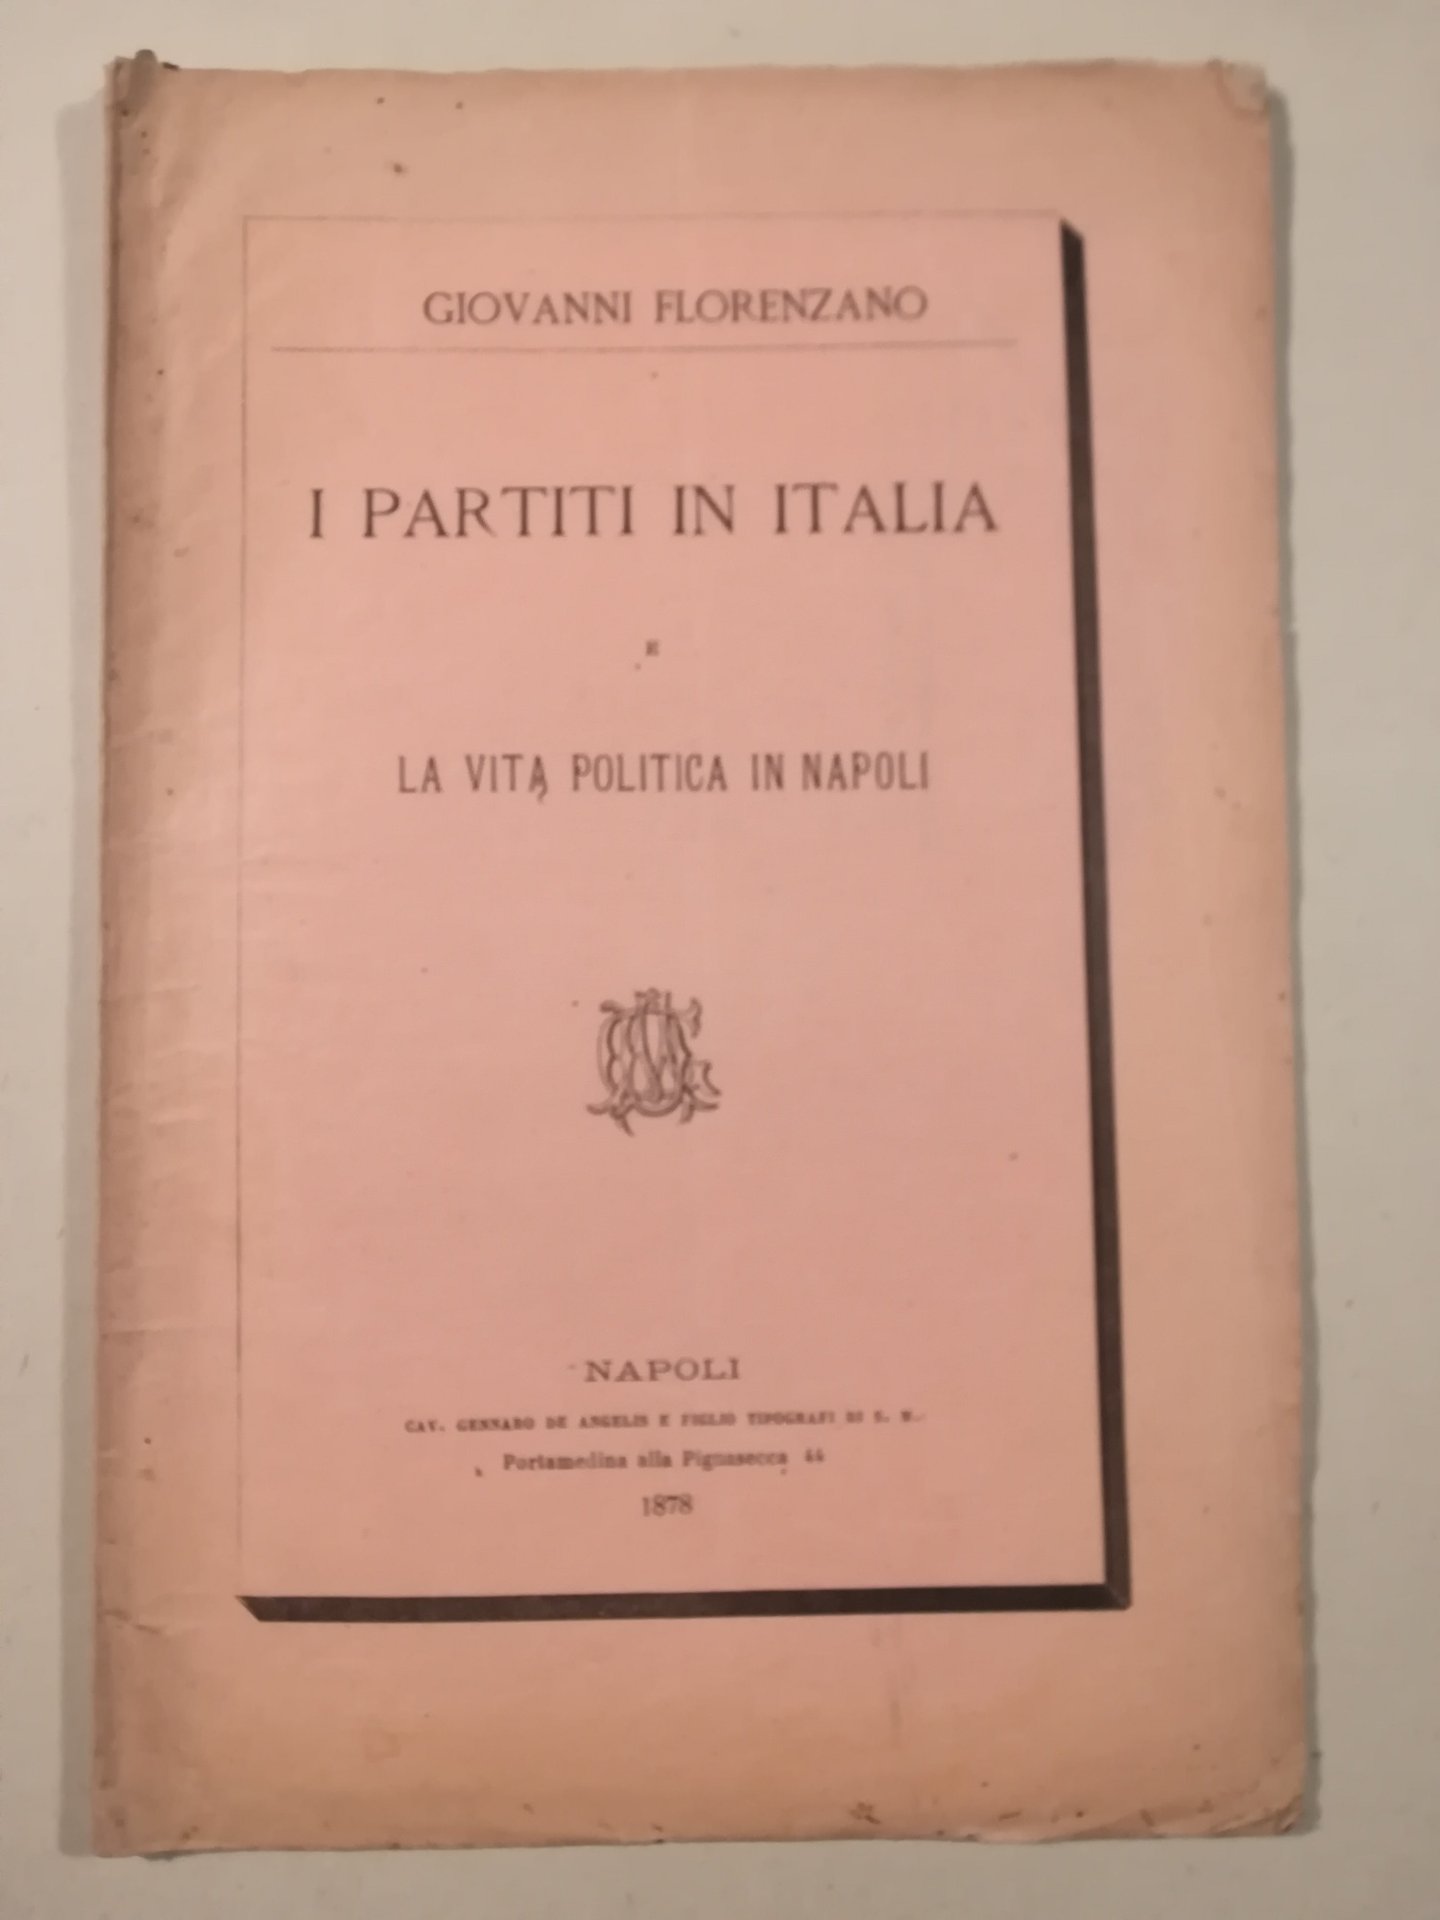 GIOVANNI FLORENZANO
I PARTITI IN ITALIA
E
LA VITA POLITICA IN NAPOLI
NAPOLI
CAV. GENNARO DE ANGELIS E FIGLIO TIPOGRAFI DI S. M.
Portamedina alla Pignasecca 44
1878